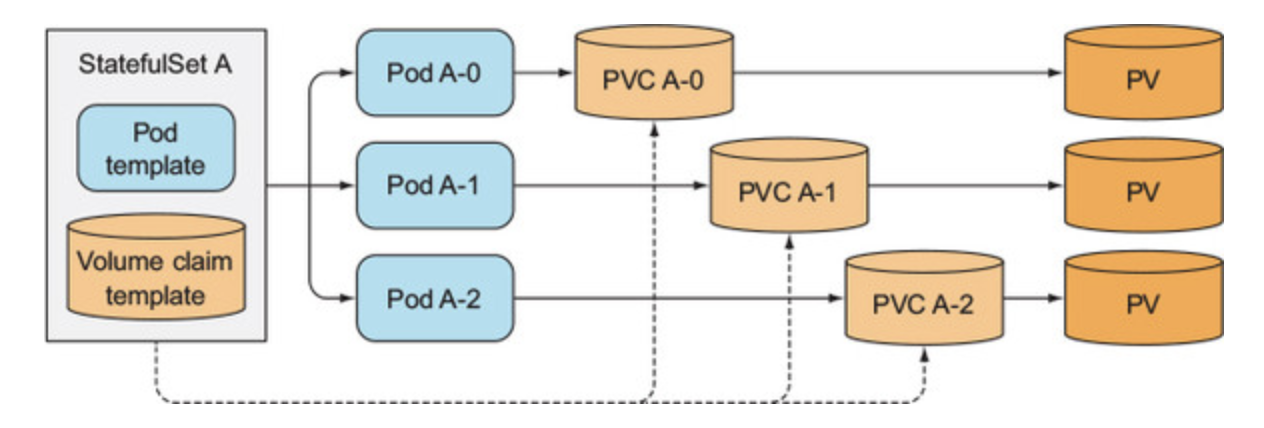 StatefulSet A
Pod
template
Volume claim
template
Pod A-0
PVC A-0
PV
Pod A-1
PVC A-1
PV
Pod A-2
PVC A-2
PV